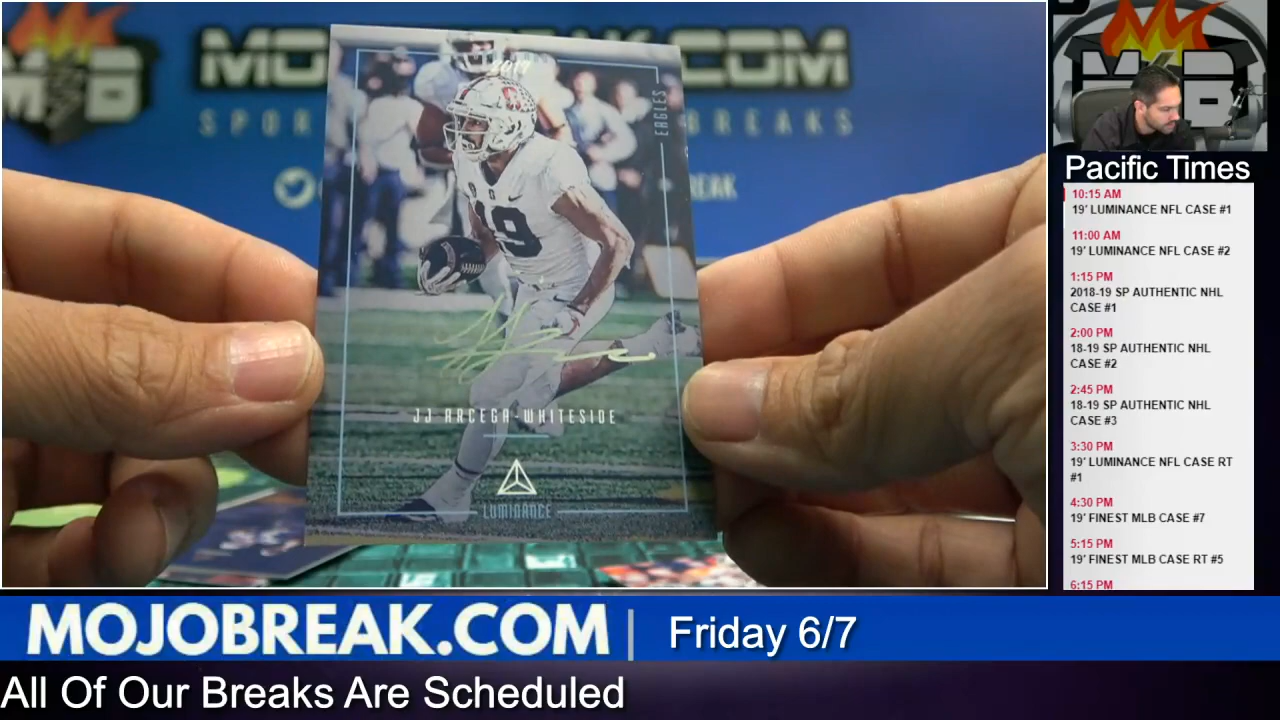 MOJOBREAK.COM
SPOR
BREAKS
2019
EAGLES
19
JJ ARCEGA-WHITESIDE
LUMINANCE
Pacific Times
10:15 AM
19' LUMINANCE NFL CASE #1
11:00 AM
19' LUMINANCE NFL CASE #2
1:15 PM
2018-19 SP AUTHENTIC NHL
CASE #1
2:00 PM
18-19 SP AUTHENTIC NHL
CASE #2
2:45 PM
18-19 SP AUTHENTIC NHL
CASE #3
3:30 PM
19' LUMINANCE NFL CASE RT
#1
4:30 PM
19' FINEST MLB CASE #7
5:15 PM
19' FINEST MLB CASE RT #5
6:15 PM
MOJOBREAK.COM | Friday 6/7
All Of Our Breaks Are Scheduled